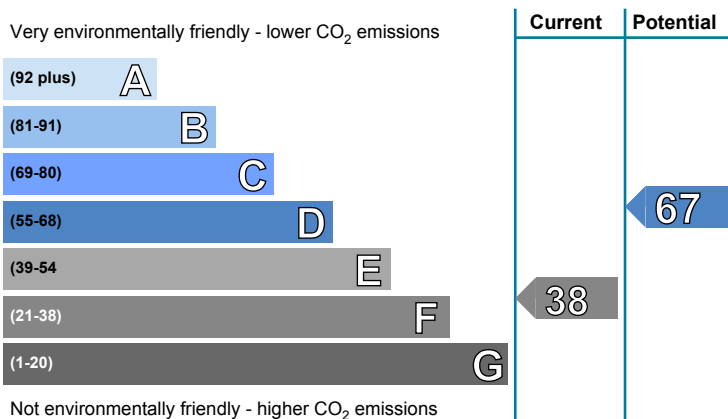 Current Potential
Very environmentally friendly - lower CO₂ emissions
(92 plus) A
(81-91) B
(69-80) C
(55-68) D
67
(39-54 E
38
(21-38) F
(1-20) G
Not environmentally friendly - higher CO₂ emissions